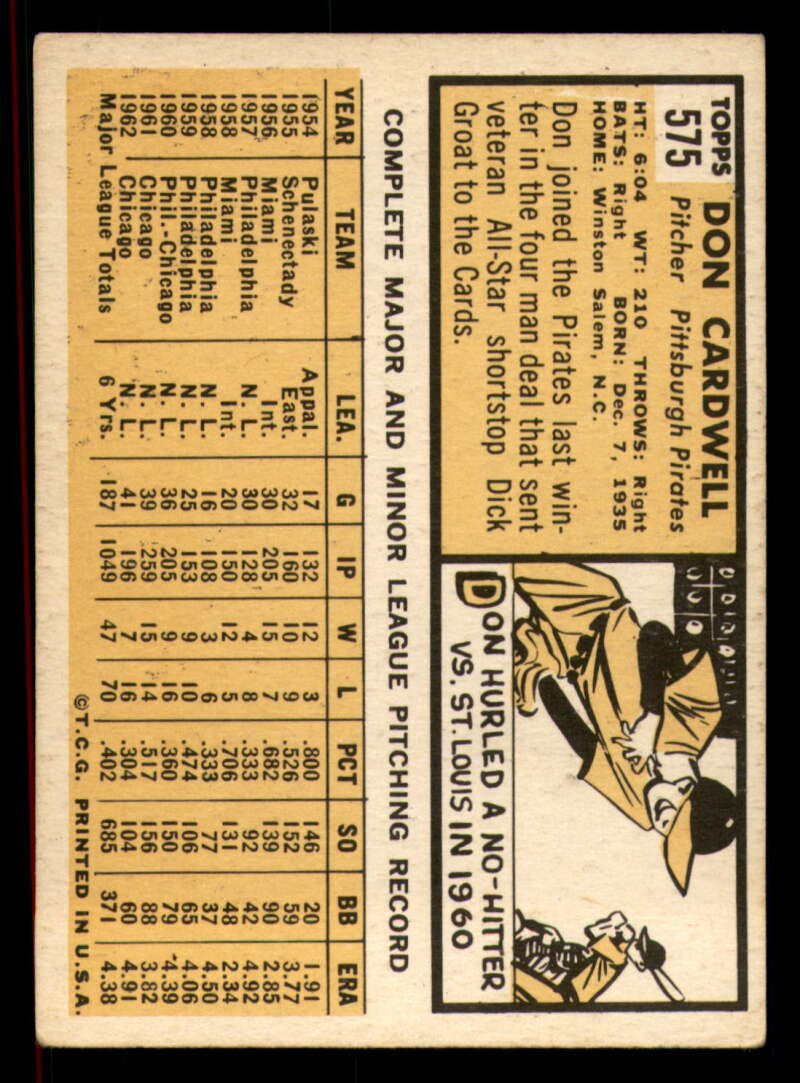 TOPPS
575
DON CARDWELL
Pitcher Pittsburgh Pirates
HT: 6:04 WT: 210 THROWS: Right
BATS: Right BORN: Dec. 7, 1935
HOME: Winston Salem, N.C.
Don joined the Pirates last win-
ter in the four man deal that sent
veteran All-Star shortstop Dick
Groat to the Cards.
DON HURLED A NO-HITTER
VS. ST. LOUIS IN 1960
COMPLETE MAJOR AND MINOR LEAGUE PITCHING RECORD
YEAR TEAM LEA. G IP W L PCT SO BB ERA
1954 Pulaski Appal. 17 132 12 3 .800 146 20 1.91
1955 Schenectady East. 32 160 10 9 .526 152 59 3.77
1956 Miami Int. 30 205 15 7 .682 139 90 2.85
1957 Philadelphia N. L. 30 128 4 8 .333 92 42 4.92
1958 Miami Int. 20 150 12 5 .706 131 48 2.34
1958 Philadelphia N. L. 16 108 3 6 .333 77 37 4.50
1959 Philadelphia N. L. 25 153 9 10 .474 106 65 4.06
1960 Phil.-Chicago N. L. 36 205 9 16 .360 150 79 4.39
1961 Chicago N. L. 39 259 15 14 .517 156 88 3.82
1962 Chicago N. L. 41 196 7 16 .304 104 60 4.91
Major League Totals 6 Yrs. 187 1049 47 70 .402 685 371 4.38
© T.C.G. PRINTED IN U.S.A.